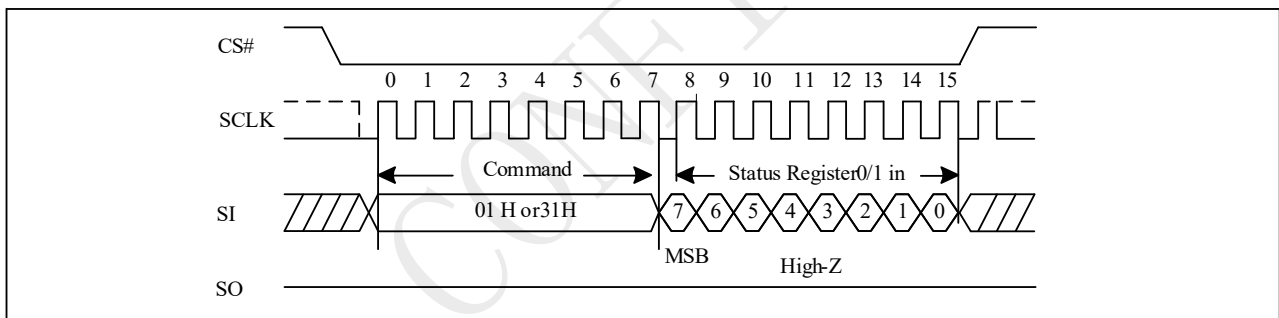 CS#
0 1 2 3 4 5 6 7 8 9 10 11 12 13 14 15
SCLK
Command
Status Register0/1 in
SI
01 H or31H
7 6 5 4 3 2 1 0
MSB
High-Z
SO